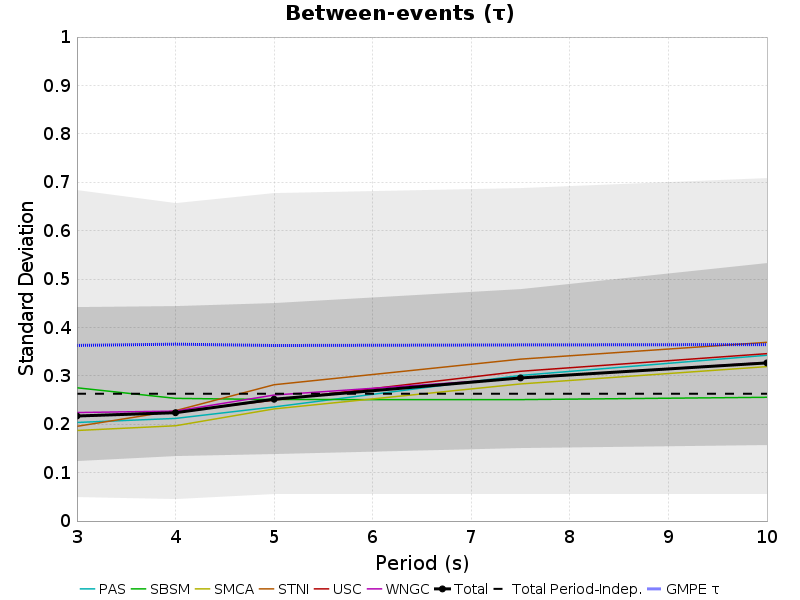 Between-events (τ)
Standard Deviation
1
0.9
0.8
0.7
0.6
0.5
0.4
0.3
0.2
0.1
0
3 4 5 6 7 8 9 10
Period (s)
PAS SBSM SMCA STNI USC WNGC Total Total Period-Indep. GMPE τ